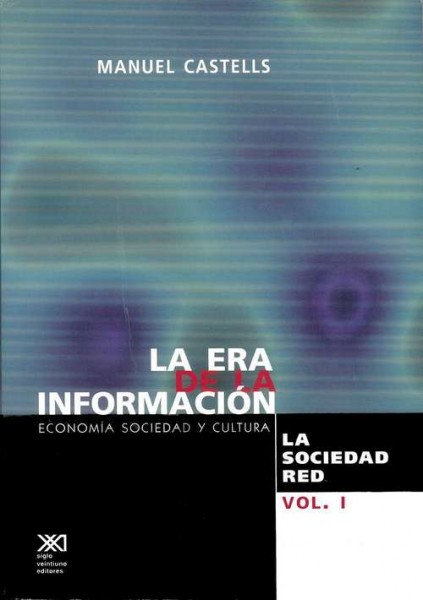 MANUEL CASTELLS
LA ERA
DE LA
INFORMACIÓN
ECONOMÍA SOCIEDAD Y CULTURA
LA
SOCIEDAD
RED
VOL. I
siglo
veintiuno
editores